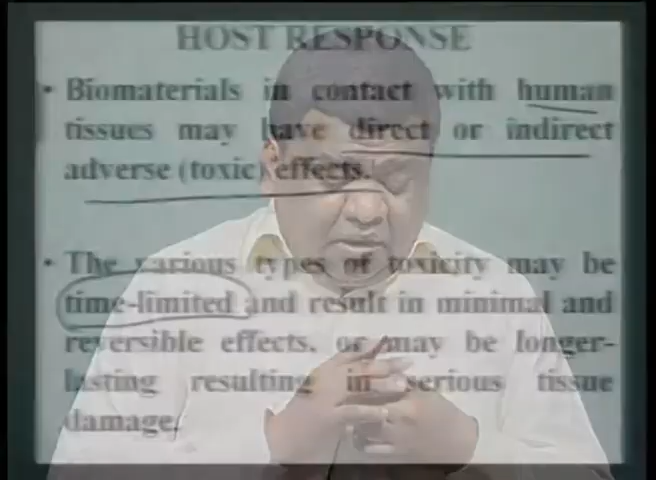 HOST RESPONSE
• Biomaterials in contact with human
tissues may have direct or indirect
adverse (toxic) effects.
• The various types of toxicity may be
time-limited and result in minimal and
reversible effects, or may be longer-
lasting resulting in serious tissue
damage.